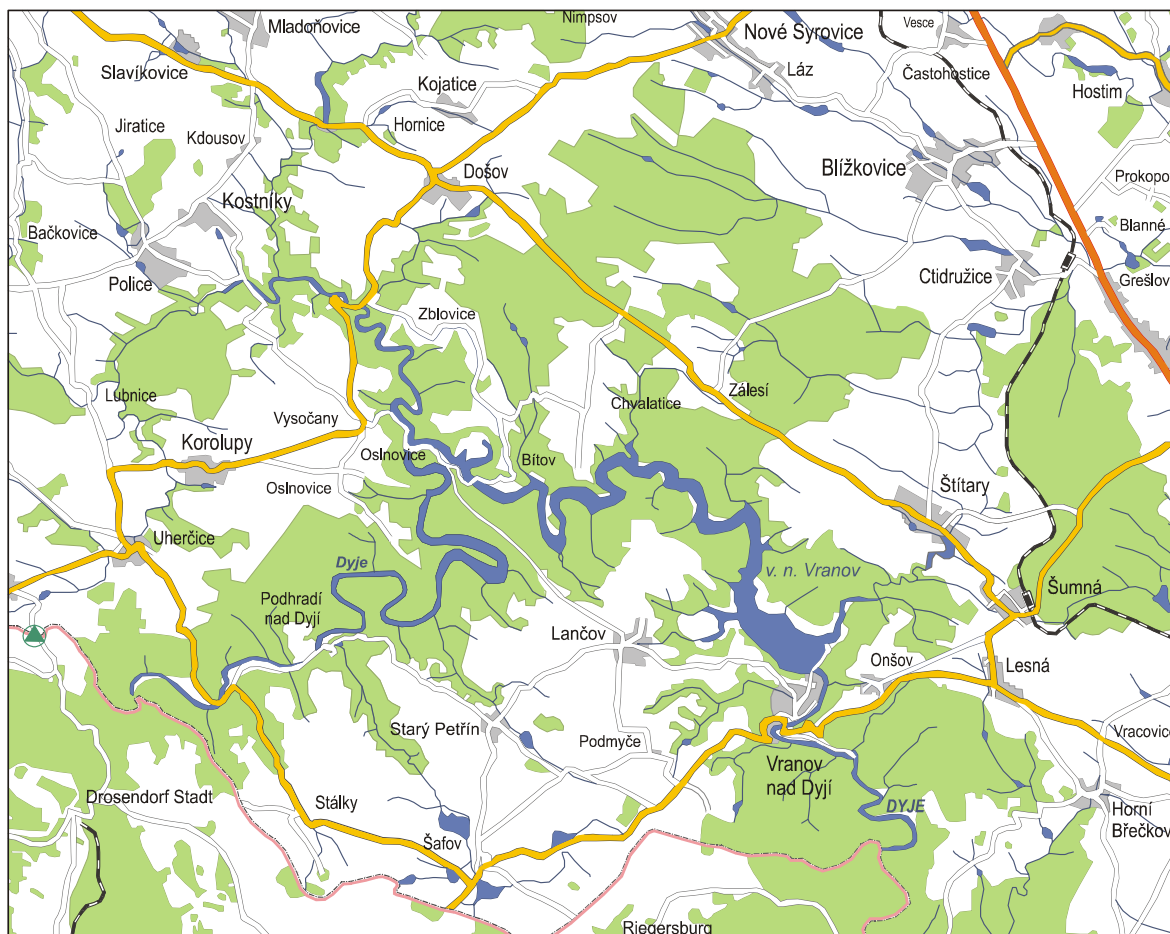 Nimpsov
Vesce
Mladoňovice
Nové Syrovice
Slavíkovice
Láz
Častohostice
Kojatice
Hostim
Jiratice
Hornice
Kdousov
Došov
Blížkovice
Prokopo
Kostníky
Blanné
Bačkovice
Police
Ctidružice
Grešlov
Zblovice
Lubnice
Zálesí
Chvalatice
Vysočany
Korolupy
Oslnovice
Bítov
Oslnovice
Štítary
Uherčice
Dyje
v. n. Vranov
Šumná
Podhradí
nad Dyjí
Lančov
Onšov
Lesná
Starý Petřín
Podmyče
Vracovice
Vranov
nad Dyjí
Drosendorf Stadt
Stálky
DYJE
Horní
Břečkov
Šafov
Riegersburg